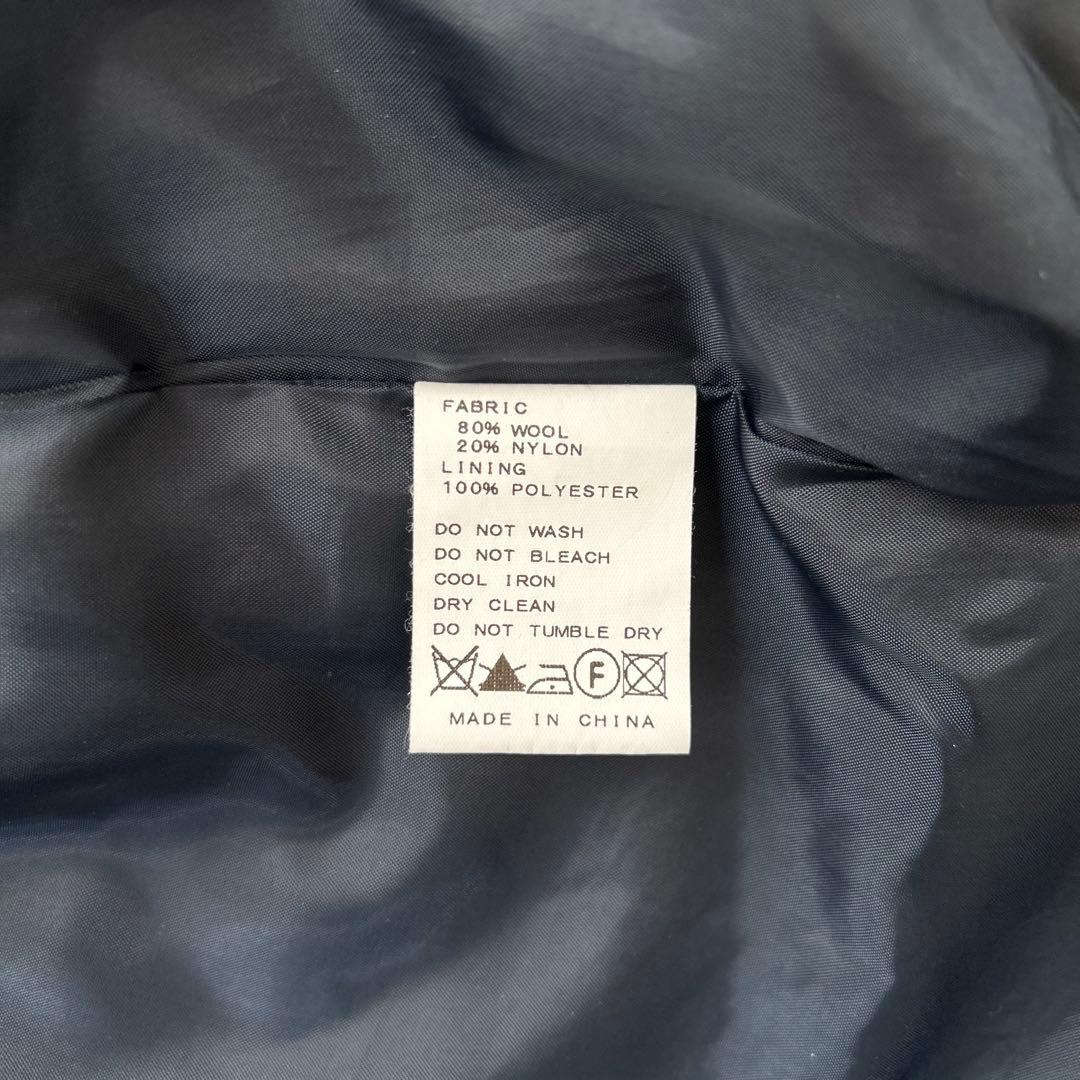 FABRIC
80% WOOL
20% NYLON
LINING
100% POLYESTER
DO NOT WASH
DO NOT BLEACH
COOL IRON
DRY CLEAN
DO NOT TUMBLE DRY
F
MADE IN CHINA